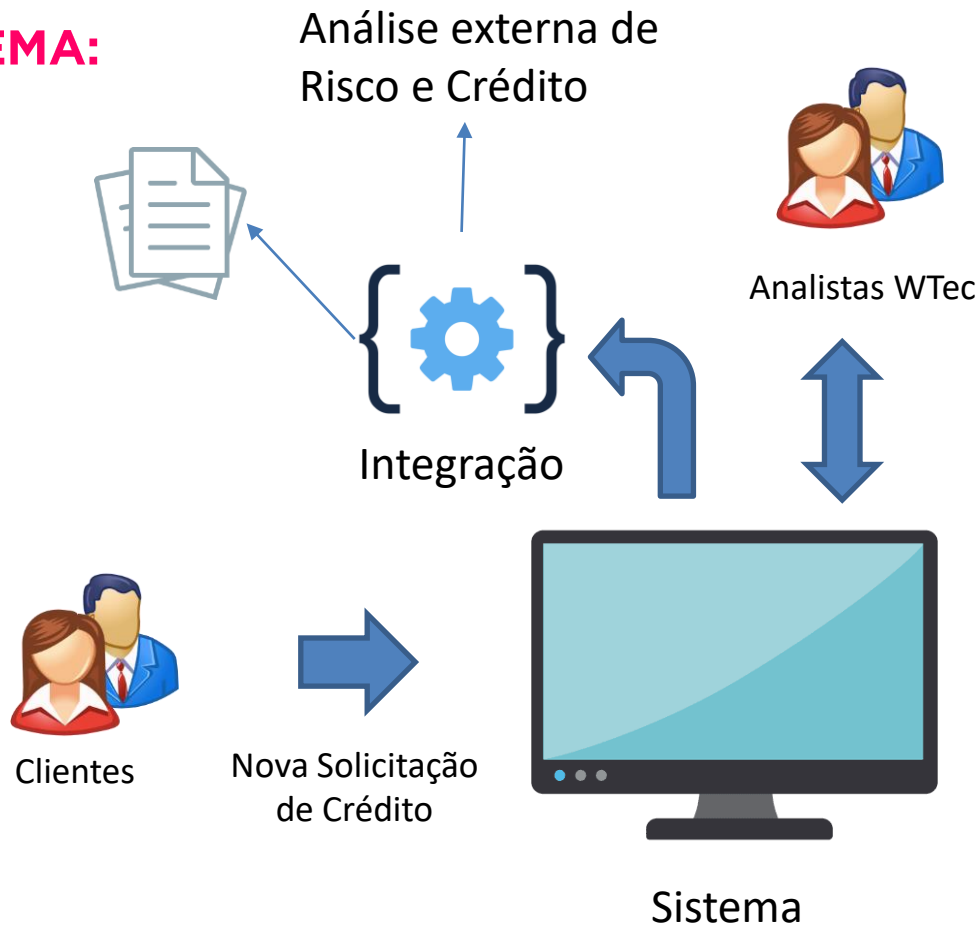 EMA:
Análise externa de
Risco e Crédito
Analistas WTec
Integração
Clientes
Nova Solicitação
de Crédito
Sistema